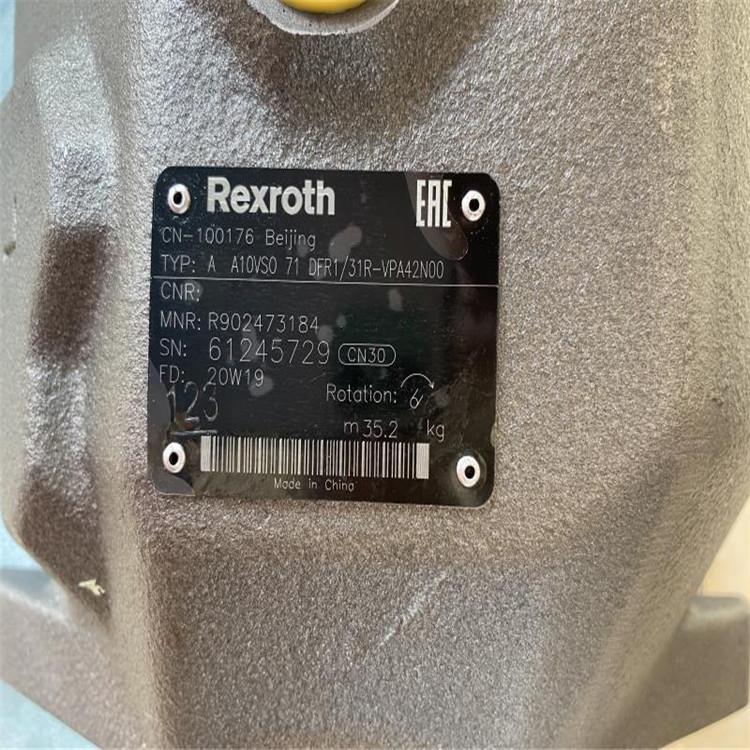 Rexroth EAC
CN-100176 Beijing
TYP: A A10VSO 71 DFR1/31R-VPA42N00
CNR:
MNR: R902473184
SN: 61245729 CN30
FD: 20W19
123
Rotation:
m 35.2 kg
Made in China